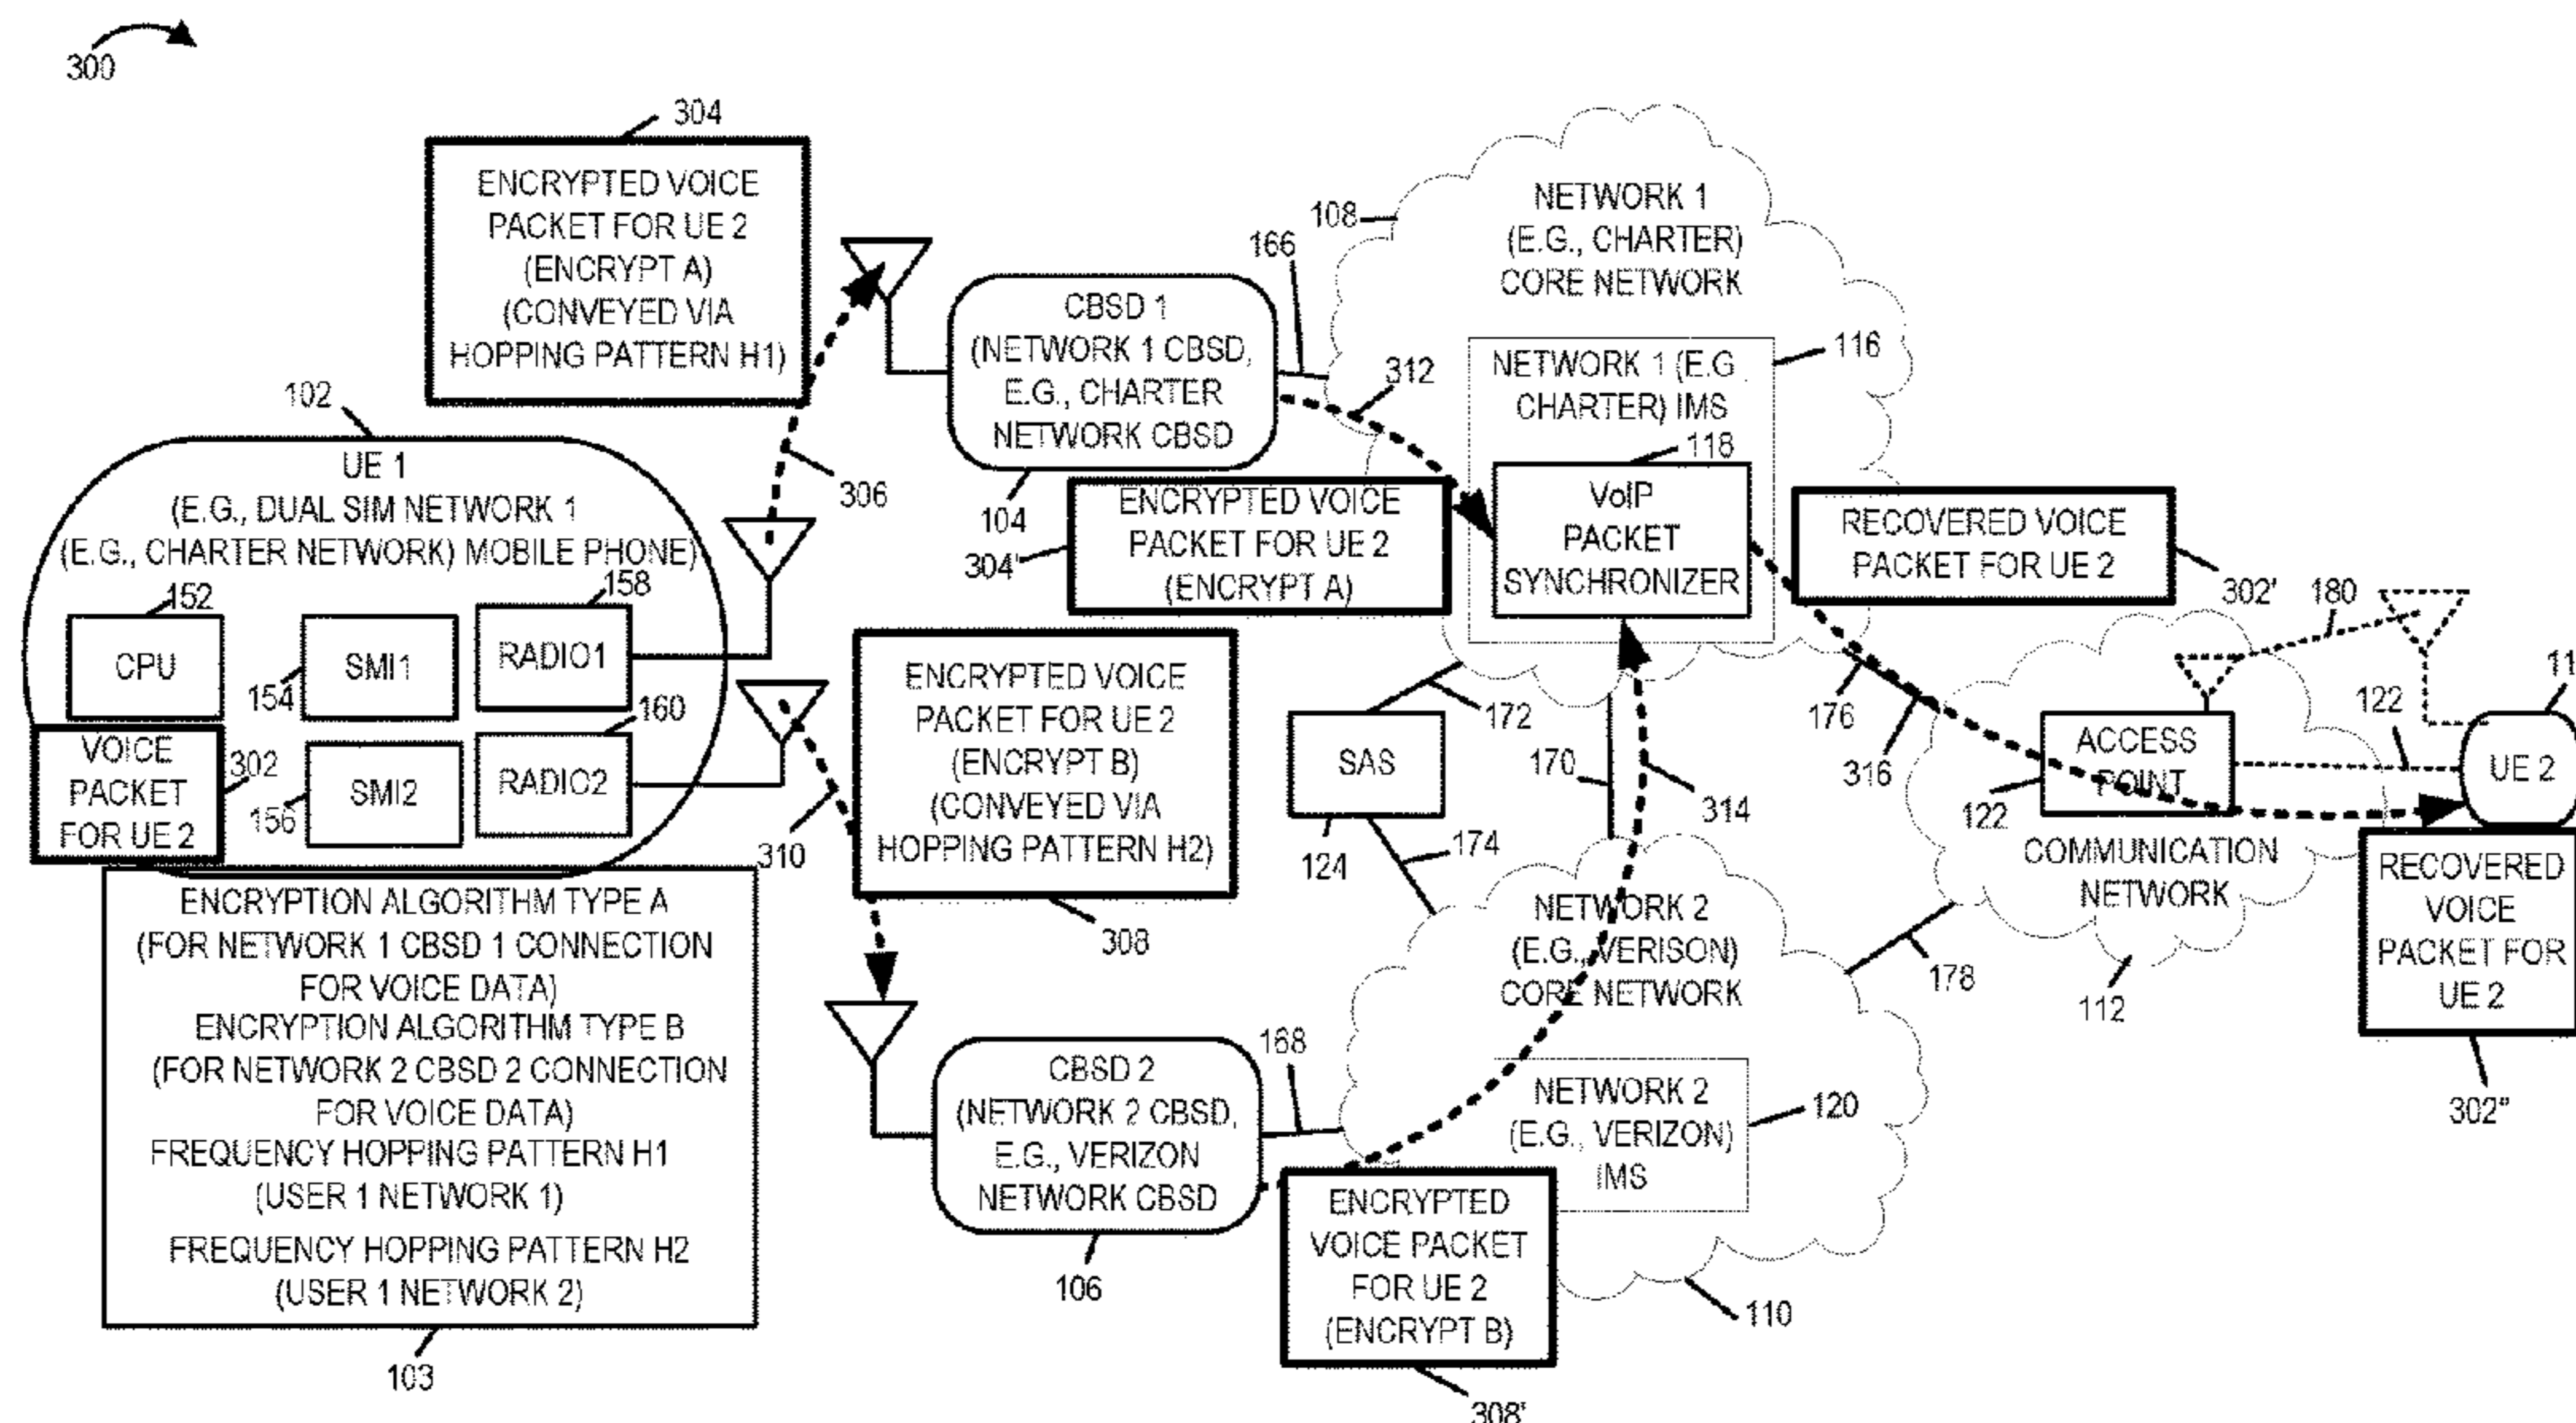 300
304
ENCRYPTED VOICE
PACKET FOR UE 2
(ENCRYPT A)
(CONVEYED VIA
HOPPING PATTERN H1)
306
102
UE 1
(E.G., DUAL SIM NETWORK 1
(E.G., CHARTER NETWORK) MOBILE PHONE)
152
CPU
154
SMI1
158
RADIO1
156
SMI2
160
RADIO2
VOICE
PACKET
FOR UE 2
302
310
ENCRYPTION ALGORITHM TYPE A
(FOR NETWORK 1 CBSD 1 CONNECTION
FOR VOICE DATA)
ENCRYPTION ALGORITHM TYPE B
(FOR NETWORK 2 CBSD 2 CONNECTION
FOR VOICE DATA)
FREQUENCY HOPPING PATTERN H1
(USER 1 NETWORK 1)
FREQUENCY HOPPING PATTERN H2
(USER 1 NETWORK 2)
103
CBSD 1
(NETWORK 1 CBSD,
E.G., CHARTER
NETWORK CBSD
104
166
312
304'
ENCRYPTED VOICE
PACKET FOR UE 2
(ENCRYPT A)
ENCRYPTED VOICE
PACKET FOR UE 2
(ENCRYPT B)
(CONVEYED VIA
HOPPING PATTERN H2)
308
CBSD 2
(NETWORK 2 CBSD,
E.G., VERIZON
NETWORK CBSD
106
168
108
NETWORK 1
(E.G., CHARTER)
CORE NETWORK
116
NETWORK 1 (E.G
CHARTER) IMS
118
VoIP
PACKET
SYNCHRONIZER
RECOVERED VOICE
PACKET FOR UE 2
302'
172
SAS
124
174
170
314
NETWORK 2
(E.G., VERISON)
CORE NETWORK
NETWORK 2
(E.G., VERIZON)
IMS
120
ENCRYPTED
VOICE PACKET
FOR UE 2
(ENCRYPT B)
308'
110
176
316
178
180
122
ACCESS
POINT
122
COMMUNICATION
NETWORK
112
11
UE 2
RECOVERED
VOICE
PACKET FOR
UE 2
302"